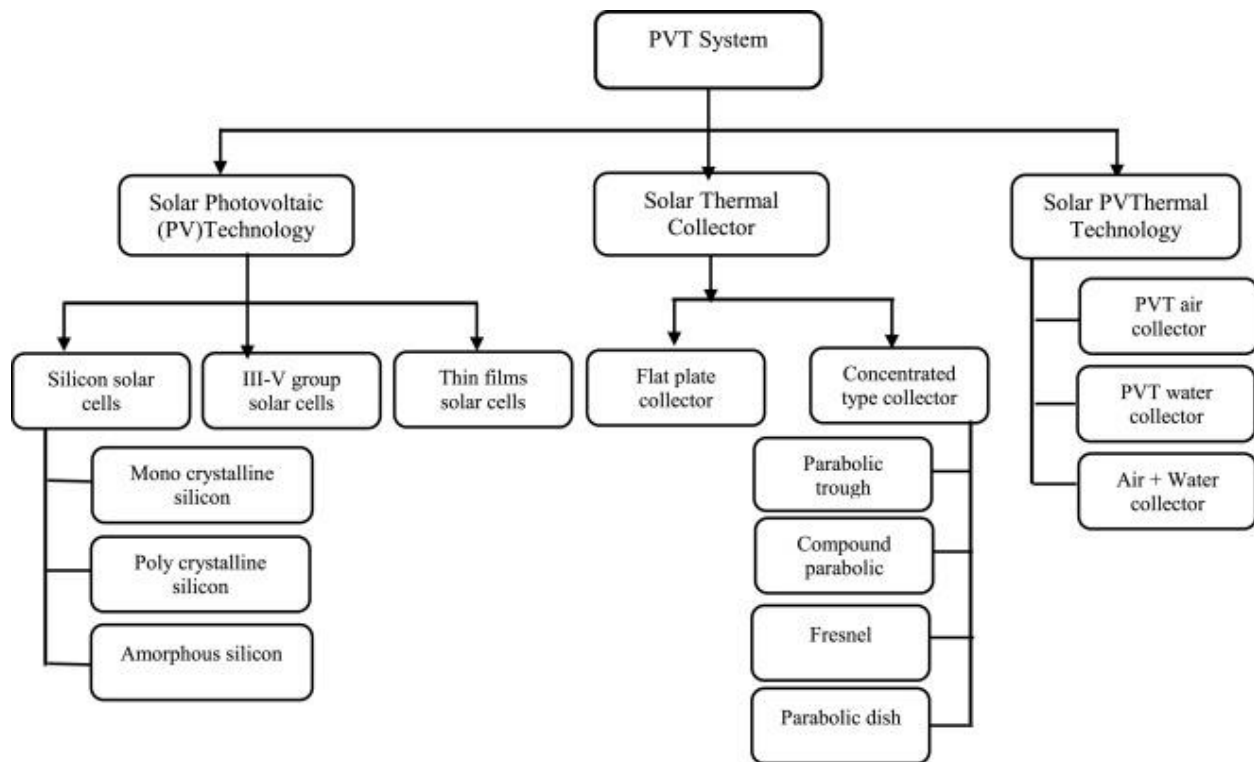 PVT System
Solar Photovoltaic
(PV)Technology
Solar Thermal
Collector
Solar PVThermal
Technology
Silicon solar
cells
III-V group
solar cells
Thin films
solar cells
Flat plate
collector
Concentrated
type collector
PVT air
collector
PVT water
collector
Air + Water
collector
Mono crystalline
silicon
Poly crystalline
silicon
Amorphous silicon
Parabolic
trough
Compound
parabolic
Fresnel
Parabolic dish